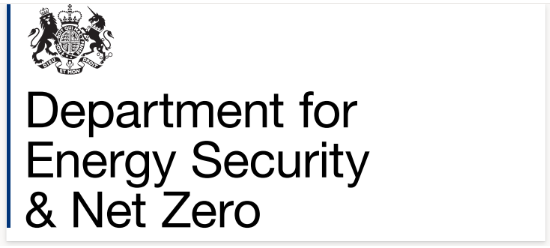 Department for
Energy Security
& Net Zero